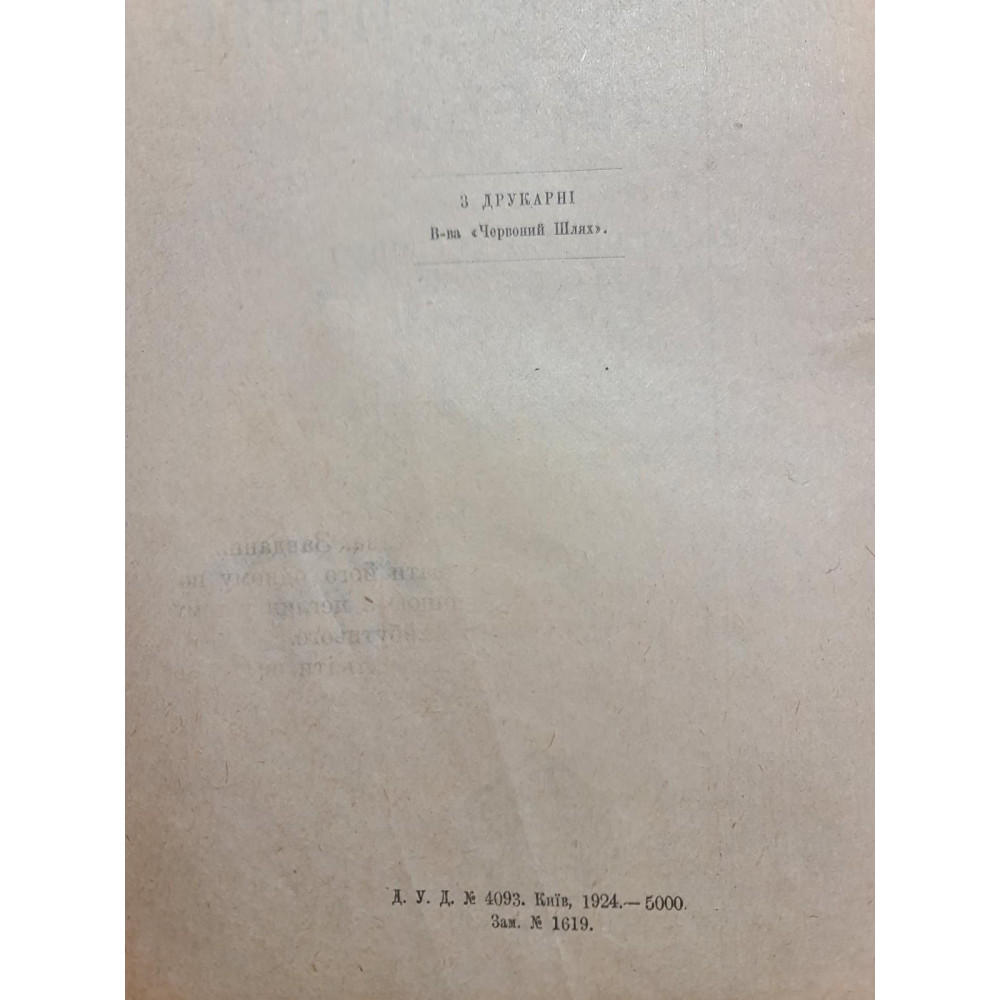 З ДРУКАРНІ
В-ва «Червоний Шлях».
Д. У. Д. № 4093. Київ, 1924.— 5000.
Зам. № 1619.